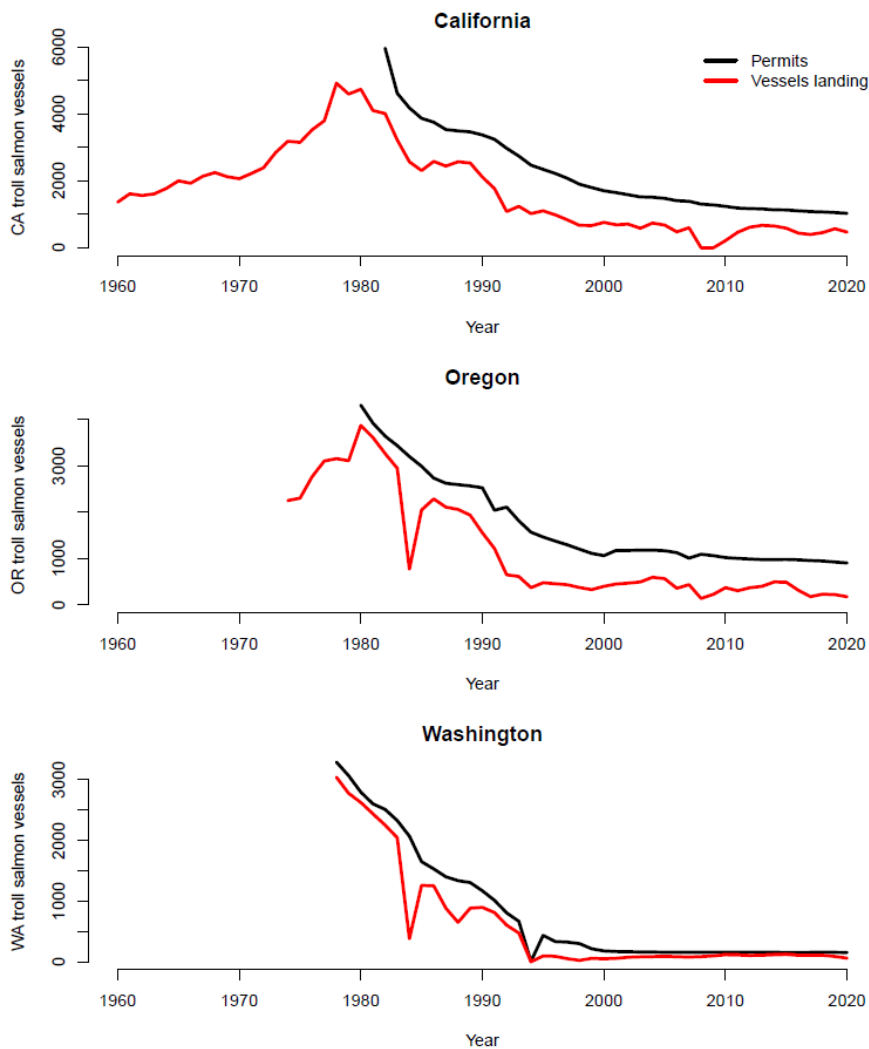 California
6000
4000
2000
0
CA troll salmon vessels
Permits
Vessels landing
1960 1970 1980 1990 2000 2010 2020
Year
Oregon
3000
1000
0
OR troll salmon vessels
1960 1970 1980 1990 2000 2010 2020
Year
Washington
3000
2000
1000
0
WA troll salmon vessels
1960 1970 1980 1990 2000 2010 2020
Year